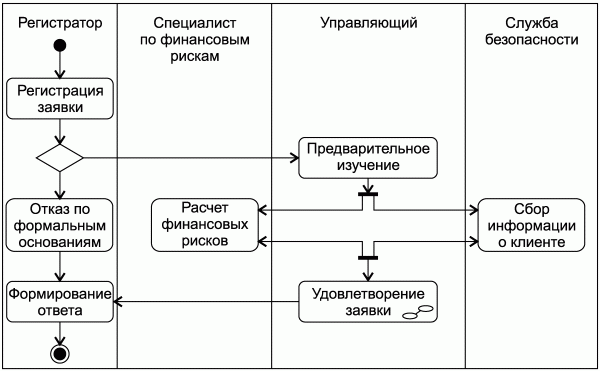 Регистратор
Специалист
по финансовым
рискам
Управляющий
Служба
безопасности
Регистрация
заявки
Предварительное
изучение
Отказ по
формальным
основаниям
Расчет
финансовых
рисков
Сбор
информации
о клиенте
Формирование
ответа
Удовлетворение
заявки